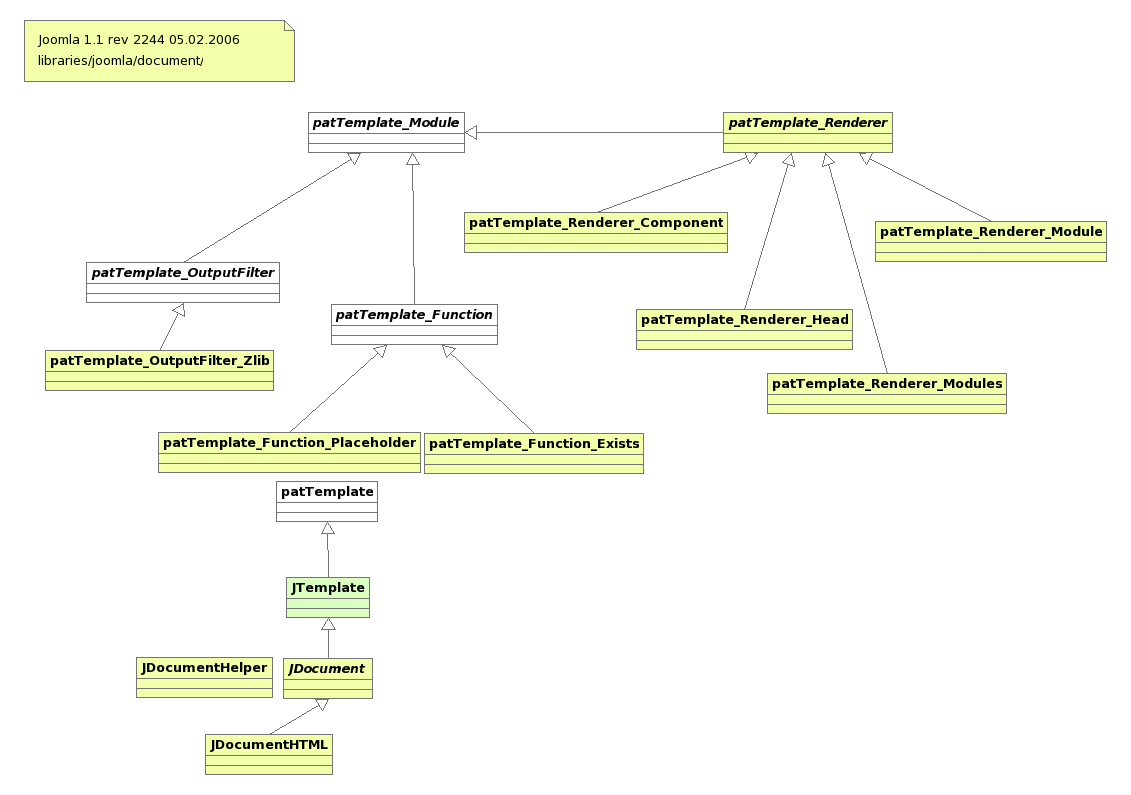 Joomla 1.1 rev 2244 05.02.2006
libraries/joomla/document/
patTemplate_Module
patTemplate_Renderer
patTemplate_Renderer_Component
patTemplate_Renderer_Module
patTemplate_OutputFilter
patTemplate_Function
patTemplate_Renderer_Head
patTemplate_OutputFilter_Zlib
patTemplate_Renderer_Modules
patTemplate_Function_Placeholder
patTemplate_Function_Exists
patTemplate
JTemplate
JDocumentHelper
JDocument
JDocumentHTML